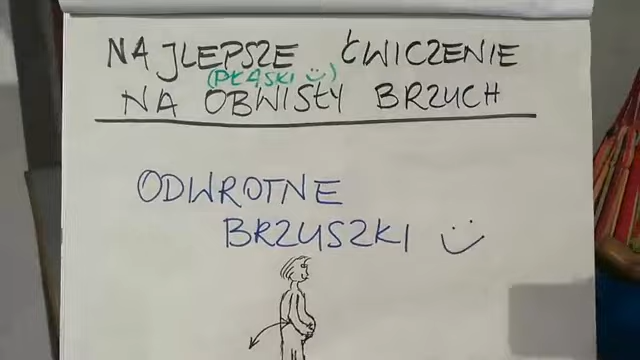 NAJLEPSZE ĆWICZENIE
(PŁASKI)
NA OBWISŁY BRZUCH
ODWROTNE
BRZUSZKI